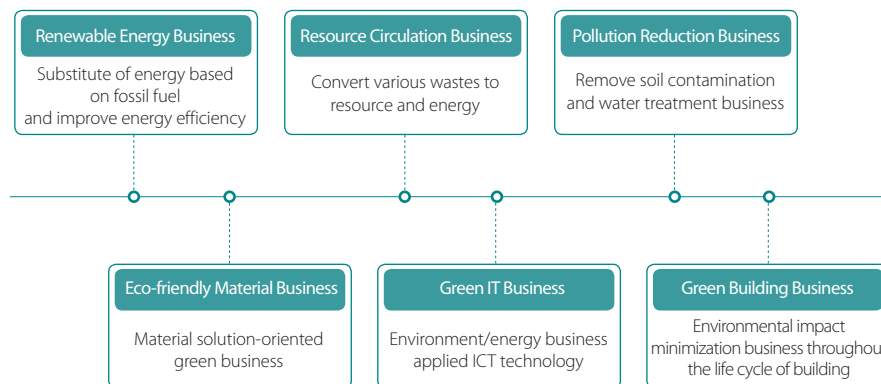 Renewable Energy Business
Substitute of energy based
on fossil fuel
and improve energy efficiency
Resource Circulation Business
Convert various wastes to
resource and energy
Pollution Reduction Business
Remove soil contamination
and water treatment business
Eco-friendly Material Business
Material solution-oriented
green business
Green IT Business
Environment/energy business
applied ICT technology
Green Building Business
Environmental impact
minimization business throughou
the life cycle of building